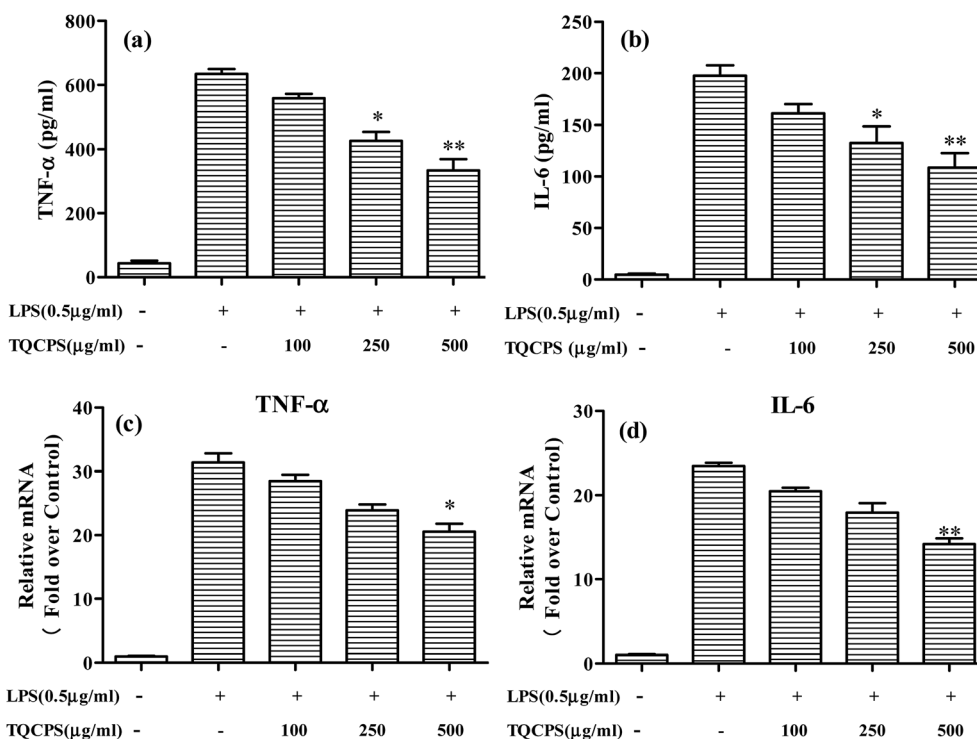 (a)
TNF-α (pg/ml)
800
600
400
200
0
*
**
LPS(0.5μg/ml) - + + + +
TQCPS(μg/ml) - - 100 250 500
(b)
IL-6 (pg/ml)
250
200
150
100
50
0
*
**
LPS(0.5μg/ml) - + + + +
TQCPS (μg/ml) - - 100 250 500
TNF-α
(c)
Relative mRNA
( Fold over Control)
40
30
20
10
0
*
LPS(0.5μg/ml) - + + + +
TQCPS(μg/ml) - - 100 250 500
IL-6
(d)
Relative mRNA
( Fold over Control)
30
20
10
0
**
LPS(0.5μg/ml) - + + + +
TQCPS(μg/ml) - - 100 250 500